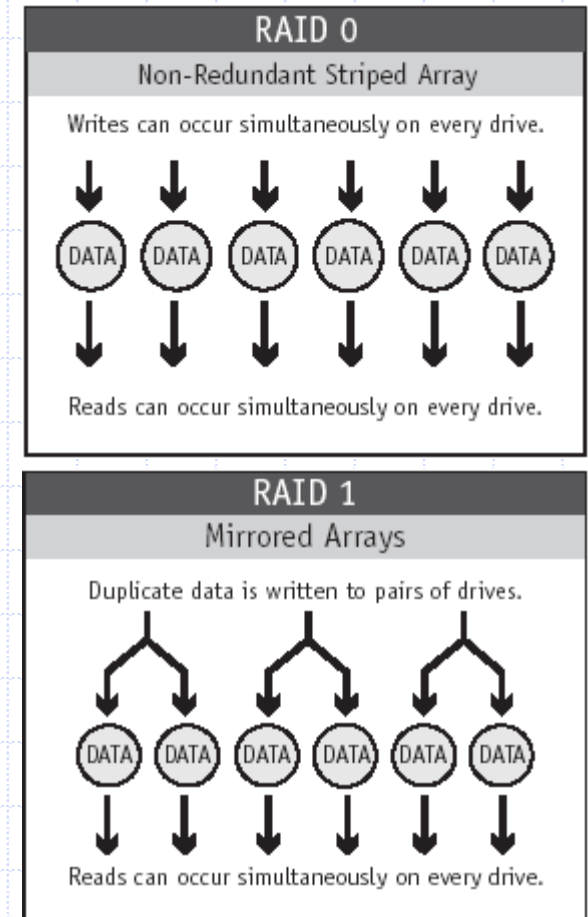 RAID 0
Non-Redundant Striped Array
Writes can occur simultaneously on every drive.
DATA DATA DATA DATA DATA DATA
Reads can occur simultaneously on every drive.
RAID 1
Mirrored Arrays
Duplicate data is written to pairs of drives.
DATA DATA DATA DATA DATA DATA
Reads can occur simultaneously on every drive.